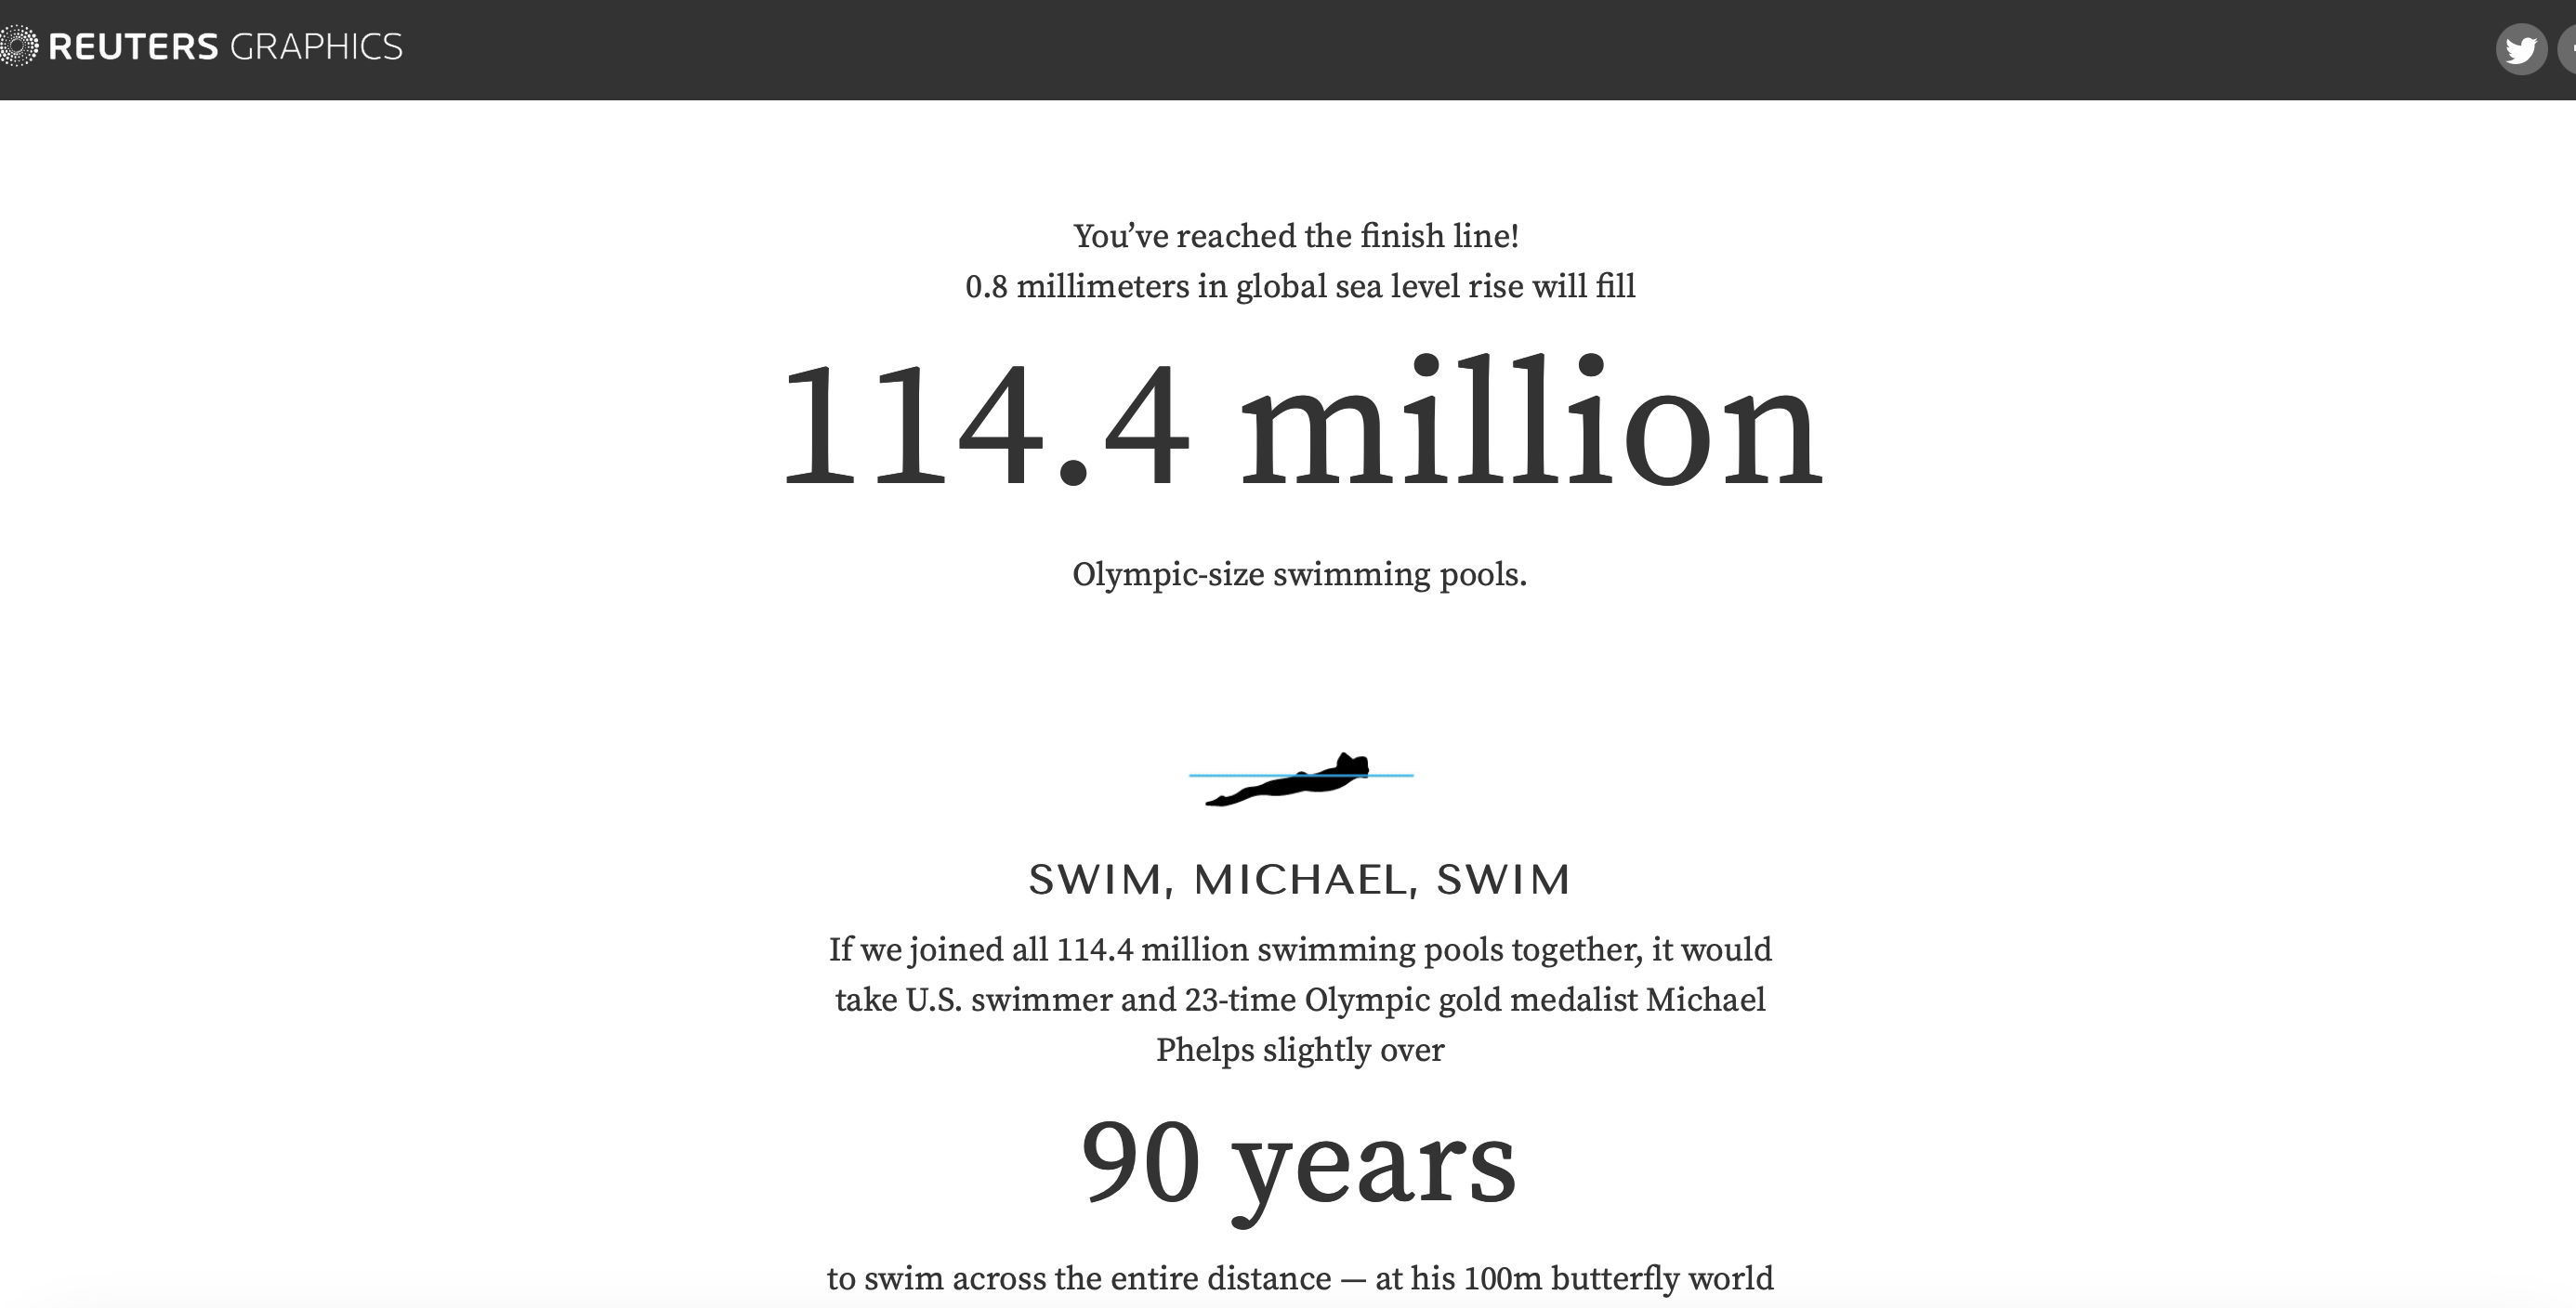 REUTERS GRAPHICS
You’ve reached the finish line!
0.8 millimeters in global sea level rise will fill
114.4 million
Olympic-size swimming pools.
SWIM, MICHAEL, SWIM
If we joined all 114.4 million swimming pools together, it would
take U.S. swimmer and 23-time Olympic gold medalist Michael
Phelps slightly over
90 years
to swim across the entire distance — at his 100m butterfly world